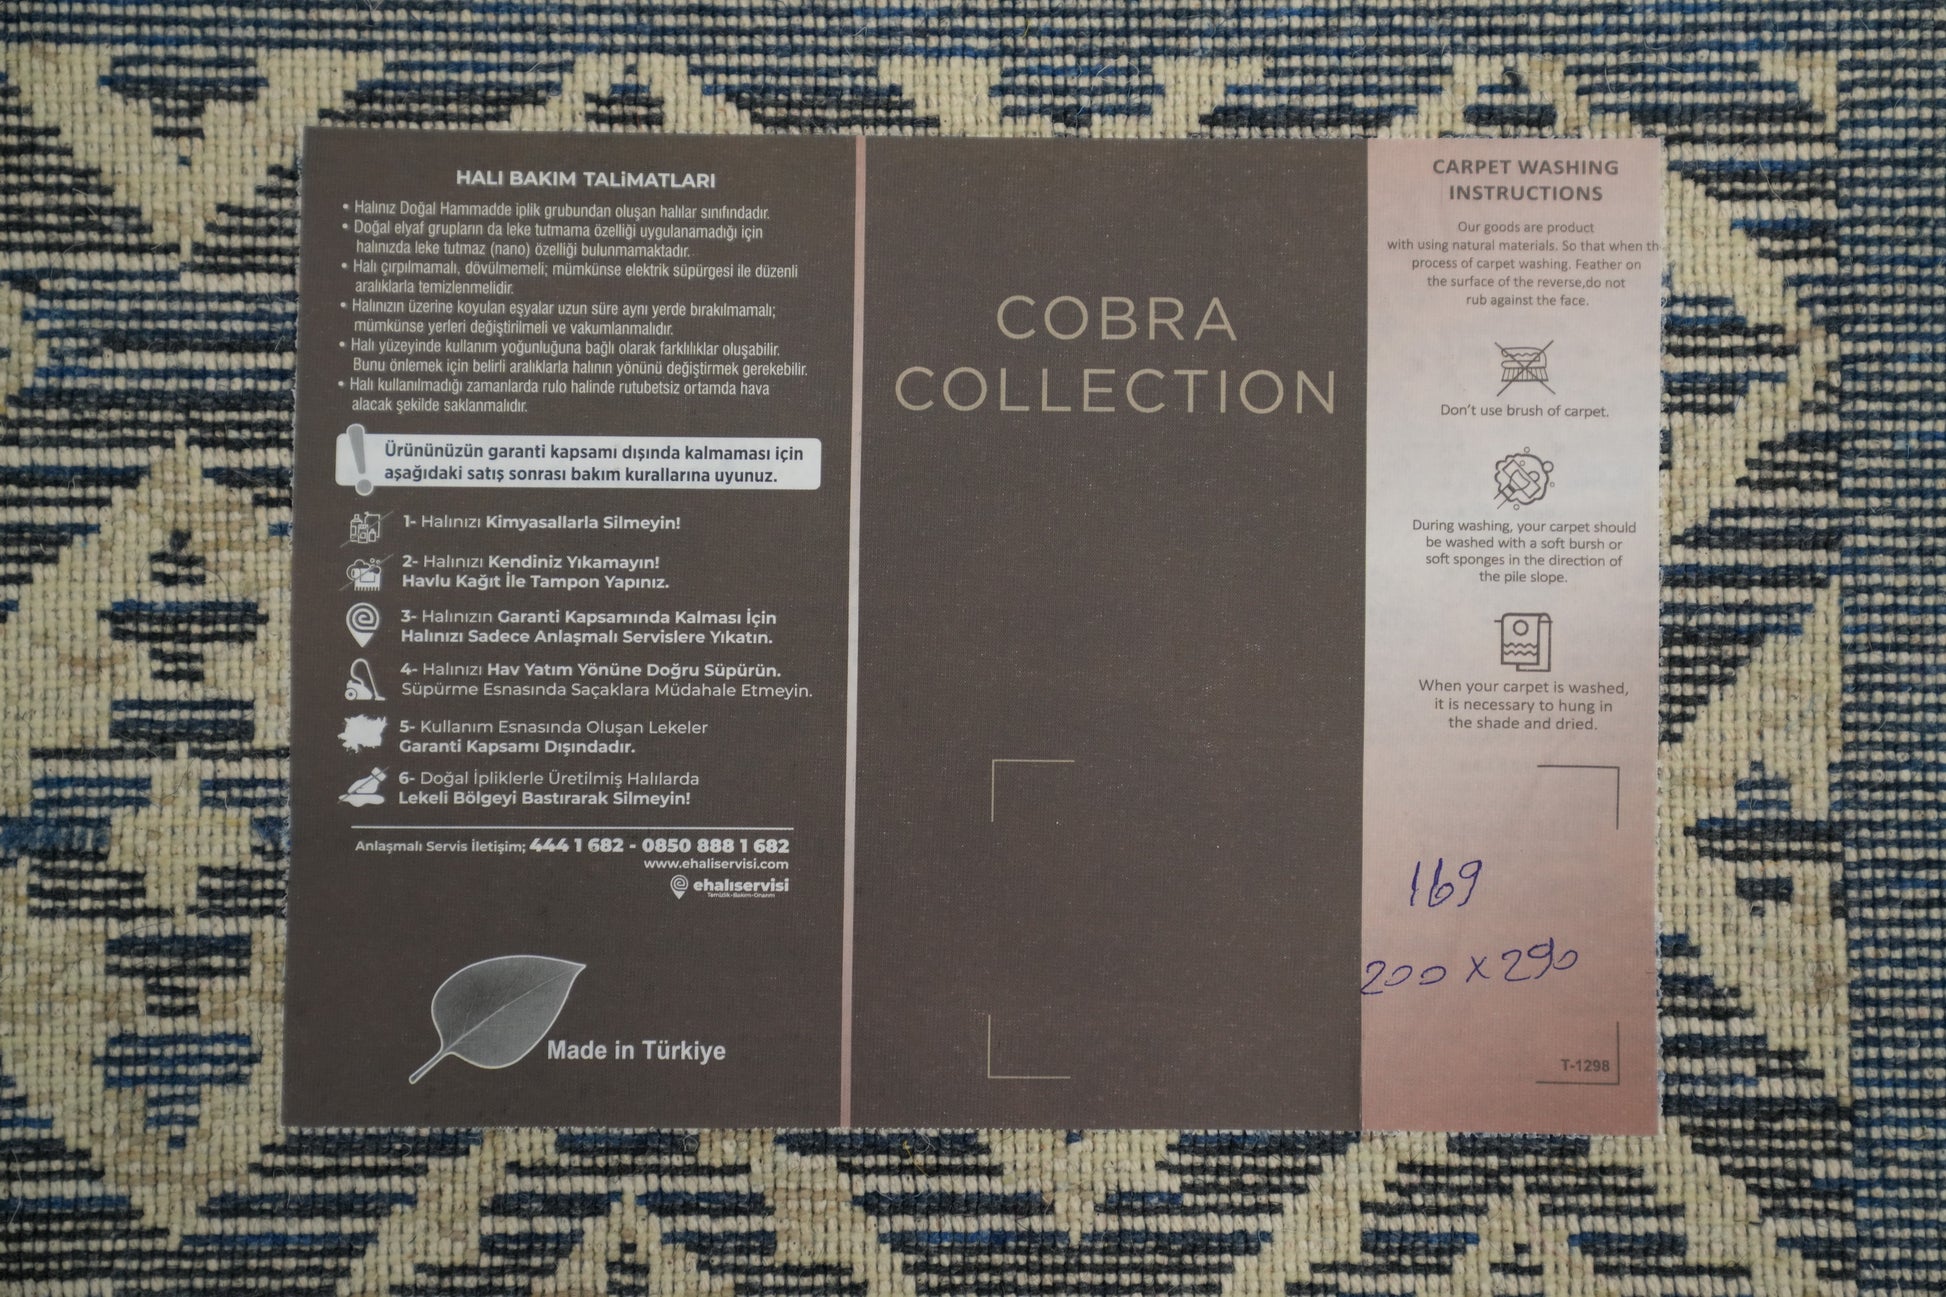 HALI BAKIM TALiMATLARI
• Halınız Doğal Hammadde iplik grubundan oluşan halılar sınıfındadır.
• Doğal elyaf grupların da leke tutmama özelliği uygulanamadığı için
halınızda leke tutmaz (nano) özelliği bulunmamaktadır.
• Halı çırpılmamalı, dövülmemeli; mümkünse elektrik süpürgesi ile düzenli
aralıklarla temizlenmelidir.
• Halınızın üzerine koyulan eşyalar uzun süre aynı yerde bırakılmamalı;
mümkünse yerleri değiştirilmeli ve vakumlanmalıdır.
• Halı yüzeyinde kullanım yoğunluğuna bağlı olarak farklılıklar oluşabilir.
Bunu önlemek için belirli aralıklarla halının yönünü değiştirmek gerekebilir.
• Halı kullanılmadığı zamanlarda rulo halinde rutubetsiz ortamda hava
alacak şekilde saklanmalıdır.
Ürününüzün garanti kapsamı dışında kalmaması için
aşağıdaki satış sonrası bakım kurallarına uyunuz.
1- Halınızı Kimyasallarla Silmeyin!
2- Halınızı Kendiniz Yıkamayın!
Havlu Kağıt İle Tampon Yapınız.
3- Halınızın Garanti Kapsamında Kalması İçin
Halınızı Sadece Anlaşmalı Servislere Yıkatın.
4- Halınızı Hav Yatım Yönüne Doğru Süpürün.
Süpürme Esnasında Saçaklara Müdahale Etmeyin.
5- Kullanım Esnasında Oluşan Lekeler
Garanti Kapsamı Dışındadır.
6- Doğal İpliklerle Üretilmiş Halılarda
Lekeli Bölgeyi Bastırarak Silmeyin!
Anlaşmalı Servis İletişim; 444 1 682 - 0850 888 1 682
www.ehaliservisi.com
ehalıservisi
Temizlik-Bakım-Onarım
Made in Türkiye
COBRA
COLLECTION
CARPET WASHING
INSTRUCTIONS
Our goods are product
with using natural materials. So that when th
process of carpet washing. Feather on
the surface of the reverse,do not
rub against the face.
Don't use brush of carpet.
During washing, your carpet should
be washed with a soft bursh or
soft sponges in the direction of
the pile slope.
When your carpet is washed,
it is necessary to hung in
the shade and dried.
169
200 x 290
T-1298